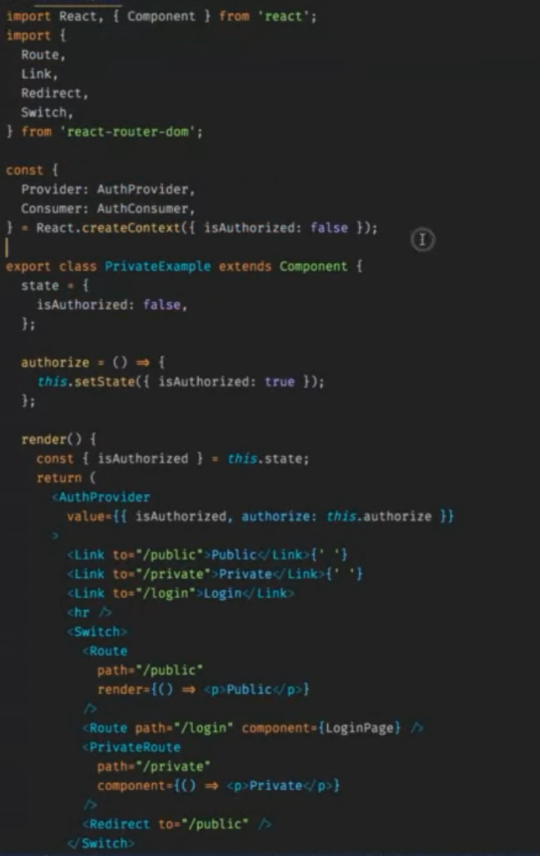 import React, { Component } from 'react';
import {
  Route,
  Link,
  Redirect,
  Switch,
} from 'react-router-dom';

const {
  Provider: AuthProvider,
  Consumer: AuthConsumer,
} = React.createContext({ isAuthorized: false });

export class PrivateExample extends Component {
  state = {
    isAuthorized: false,
  };

  authorize = () ⇒ {
    this.setState({ isAuthorized: true });
  };

  render() {
    const { isAuthorized } = this.state;
    return (
      <AuthProvider
        value={{ isAuthorized, authorize: this.authorize }}
      >
        <Link to="/public">Public</Link>{' '}
        <Link to="/private">Private</Link>{' '}
        <Link to="/login">Login</Link>
        <hr />
        <Switch>
          <Route
            path="/public"
            render={() ⇒ <p>Public</p>}
          />
          <Route path="/login" component={LoginPage} />
          <PrivateRoute
            path="/private"
            component={() ⇒ <p>Private</p>}
          />
          <Redirect to="/public" />
        </Switch>